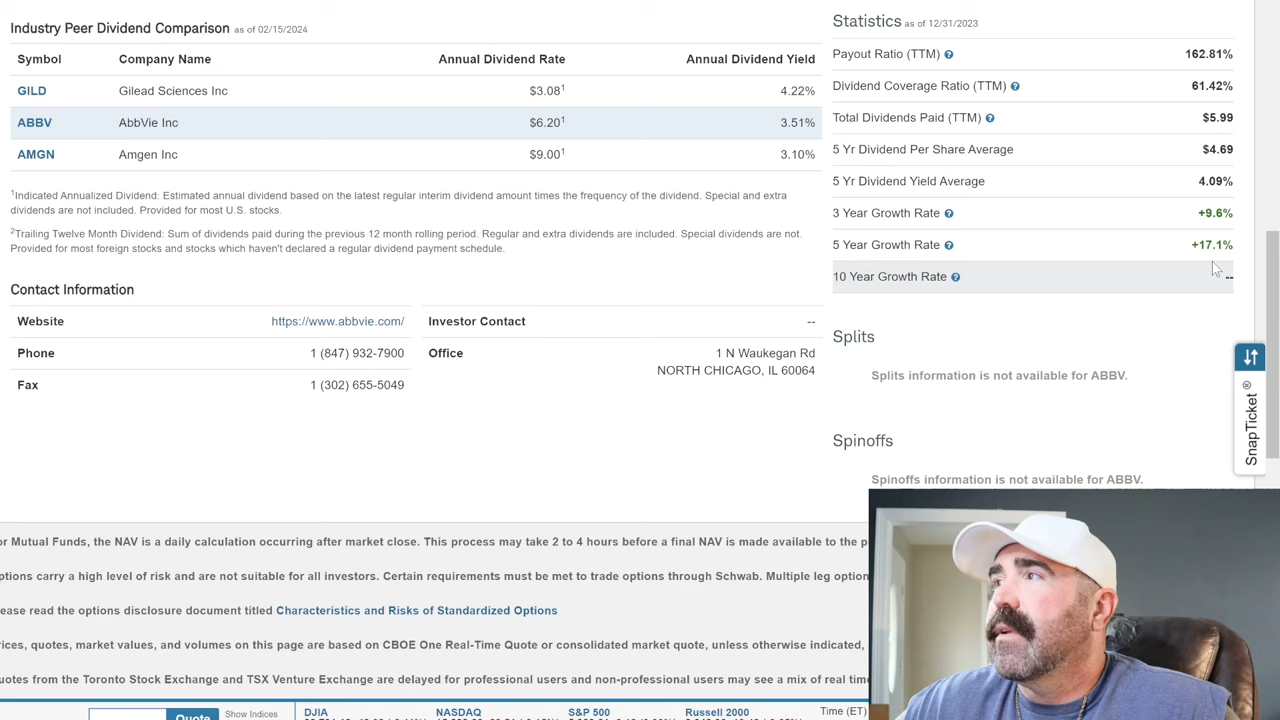 Industry Peer Dividend Comparison as of 02/15/2024
Symbol Company Name Annual Dividend Rate Annual Dividend Yield
GILD Gilead Sciences Inc $3.08¹ 4.22%
ABBV AbbVie Inc $6.20¹ 3.51%
AMGN Amgen Inc $9.00¹ 3.10%
¹Indicated Annualized Dividend: Estimated annual dividend based on the latest regular interim dividend amount times the frequency of the dividend. Special and extra
dividends are not included. Provided for most U.S. stocks.
²Trailing Twelve Month Dividend: Sum of dividends paid during the previous 12 month rolling period. Regular and extra dividends are included. Special dividends are not.
Provided for most foreign stocks and stocks which haven't declared a regular dividend payment schedule.
Contact Information
Website https://www.abbvie.com/
Phone 1 (847) 932-7900
Fax 1 (302) 655-5049
Investor Contact --
Office 1 N Waukegan Rd
NORTH CHICAGO, IL 60064
Statistics as of 12/31/2023
Payout Ratio (TTM) ? 162.81%
Dividend Coverage Ratio (TTM) ? 61.42%
Total Dividends Paid (TTM) ? $5.99
5 Yr Dividend Per Share Average $4.69
5 Yr Dividend Yield Average 4.09%
3 Year Growth Rate ? +9.6%
5 Year Growth Rate ? +17.1%
10 Year Growth Rate ? --
Splits
Splits information is not available for ABBV.
Spinoffs
Spinoffs information is not available for ABBV.
SnapTicket ®
or Mutual Funds, the NAV is a daily calculation occurring after market close. This process may take 2 to 4 hours before a final NAV is made available to the p
ptions carry a high level of risk and are not suitable for all investors. Certain requirements must be met to trade options through Schwab. Multiple leg option
ease read the options disclosure document titled Characteristics and Risks of Standardized Options
rices, quotes, market values, and volumes on this page are based on CBOE One Real-Time Quote or consolidated market quote, unless otherwise indicated,
uotes from the Toronto Stock Exchange and TSX Venture Exchange are delayed for professional users and non-professional users may see a mix of real time
Quote Show Indices DJIA NASDAQ S&P 500 Russell 2000 Time (ET)